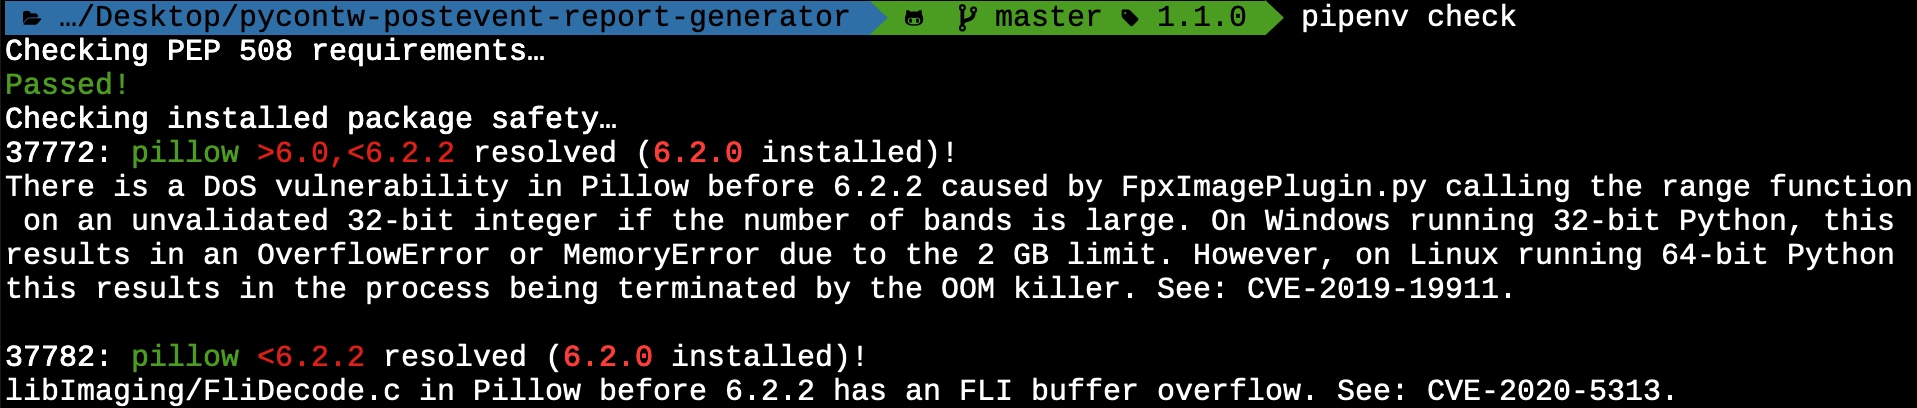 …/Desktop/pycontw-postevent-report-generator master 1.1.0 pipenv check
Checking PEP 508 requirements…
Passed!
Checking installed package safety…
37772: pillow >6.0,<6.2.2 resolved (6.2.0 installed)!
There is a DoS vulnerability in Pillow before 6.2.2 caused by FpxImagePlugin.py calling the range function
on an unvalidated 32-bit integer if the number of bands is large. On Windows running 32-bit Python, this
results in an OverflowError or MemoryError due to the 2 GB limit. However, on Linux running 64-bit Python
this results in the process being terminated by the OOM killer. See: CVE-2019-19911.
37782: pillow <6.2.2 resolved (6.2.0 installed)!
libImaging/FliDecode.c in Pillow before 6.2.2 has an FLI buffer overflow. See: CVE-2020-5313.